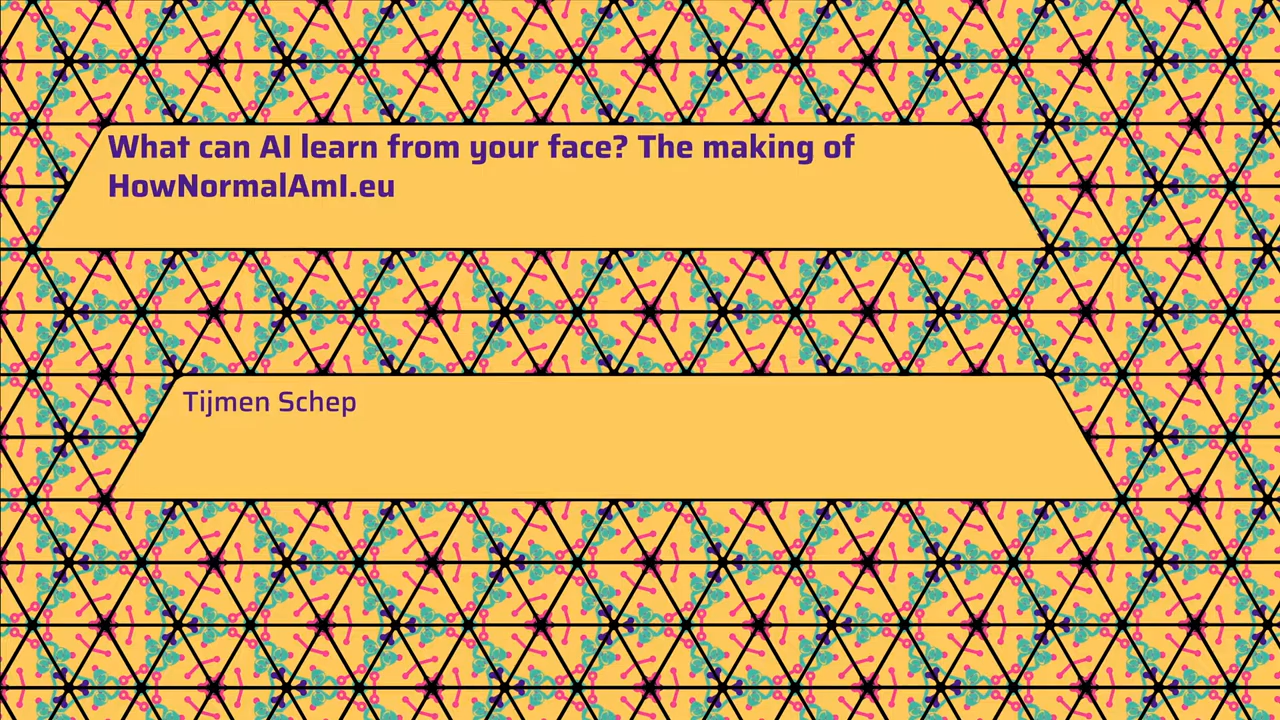 What can AI learn from your face? The making of
HowNormalAmI.eu
Tijmen Schep